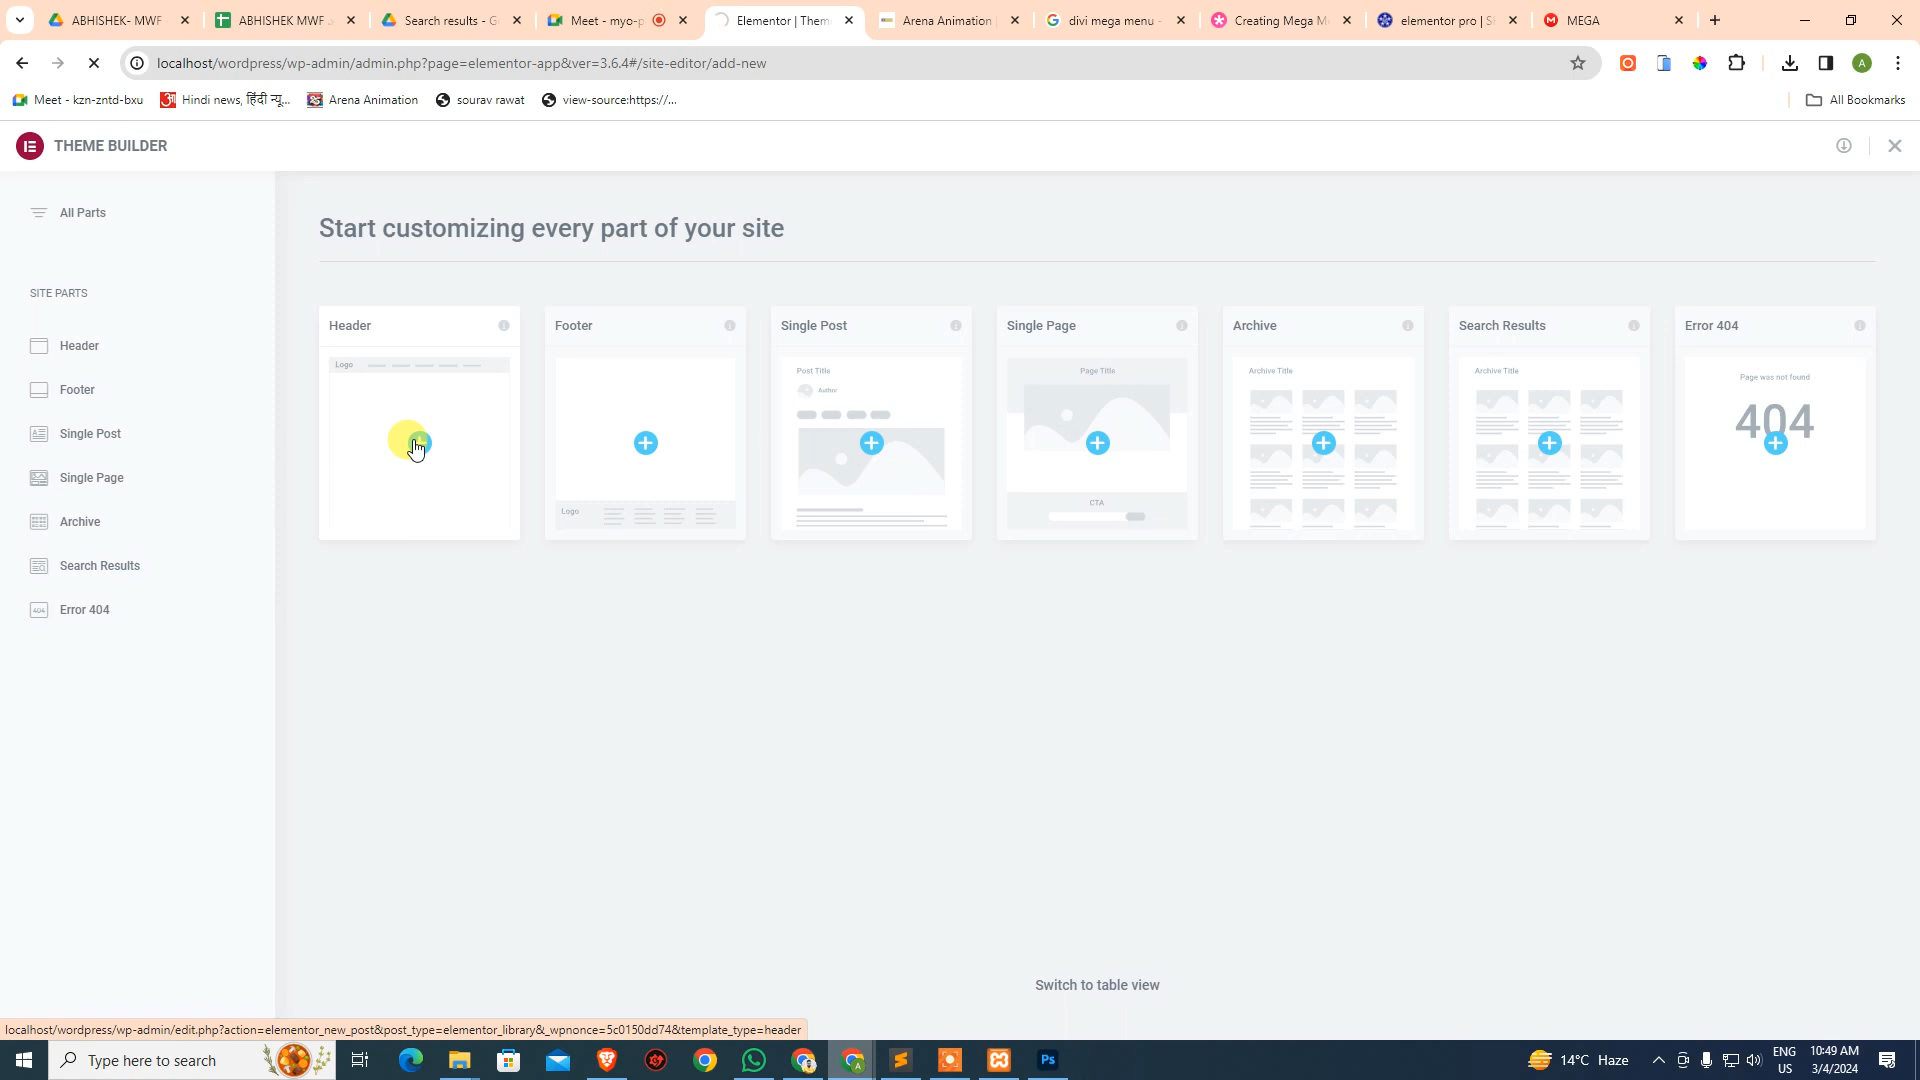 ABHISHEK- MWF
ABHISHEK MWF
Search results - G
Meet - myo-p
Elementor | Them
Arena Animation
divi mega menu -
Creating Mega M
elementor pro | S
MEGA
localhost/wordpress/wp-admin/admin.php?page=elementor-app&ver=3.6.4#/site-editor/add-new
A
Meet - kzn-zntd-bxu
Hindi news, हिंदी न्यू...
Arena Animation
sourav rawat
view-source:https://...
All Bookmarks
THEME BUILDER
All Parts
Start customizing every part of your site
SITE PARTS
Header
Footer
Single Post
Single Page
Archive
Search Results
Error 404
Header
Logo
Footer
Logo
Single Post
Post Title
Author
Single Page
Page Title
CTA
Archive
Archive Title
Search Results
Archive Title
Error 404
Page was not found
404
Switch to table view
localhost/wordpress/wp-admin/edit.php?action=elementor_new_post&post_type=elementor_library&_wpnonce=5c0150dd74&template_type=header
Type here to search
Ps
14°C Haze
ENG
US
10:49 AM
3/4/2024